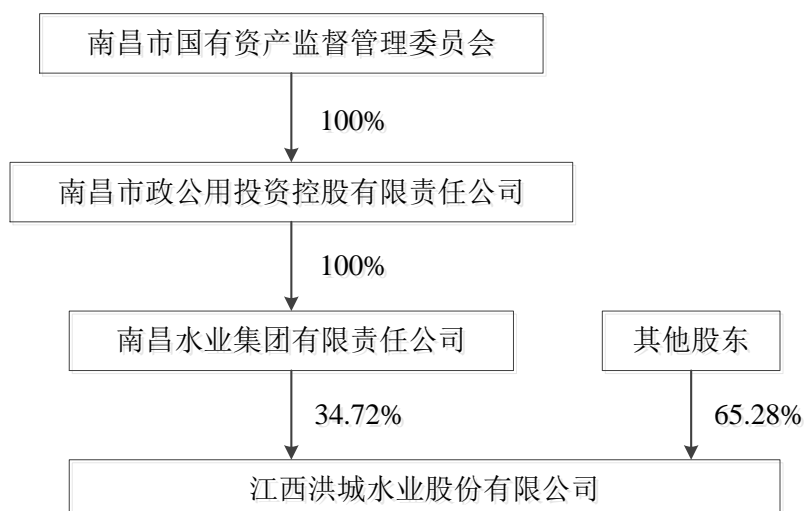 南昌市国有资产监督管理委员会
100%
南昌市政公用投资控股有限责任公司
100%
南昌水业集团有限责任公司
其他股东
34.72%
65.28%
江西洪城水业股份有限公司